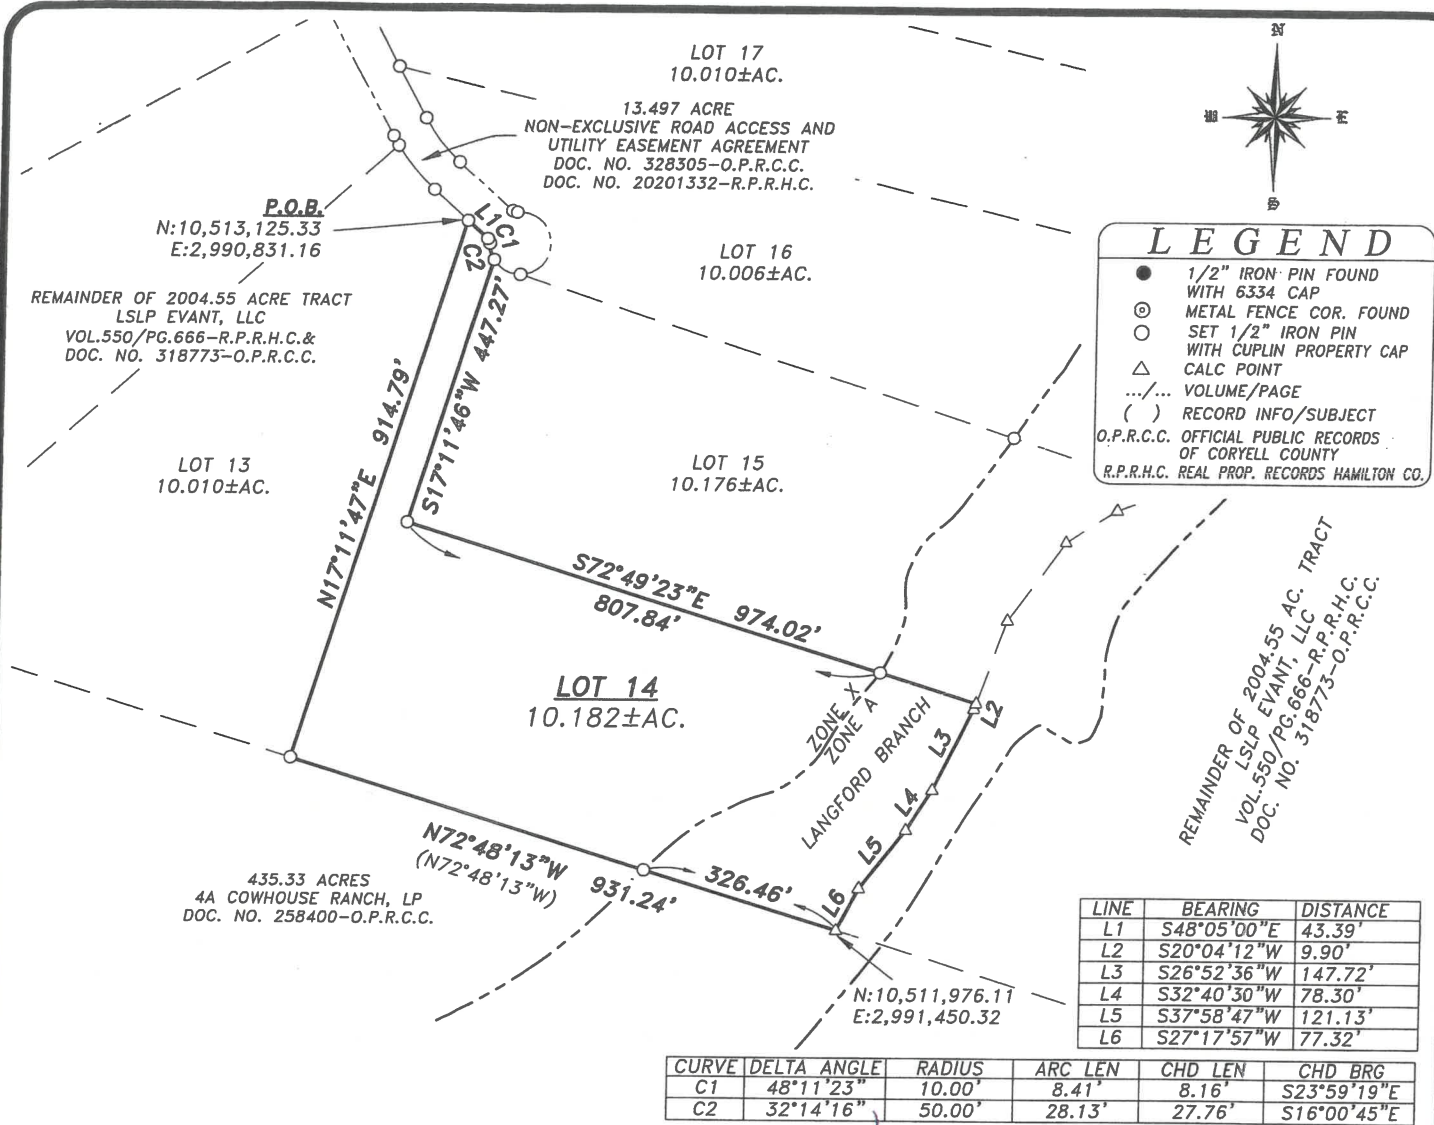 LOT 17
10.010±AC.
13.497 ACRE
NON-EXCLUSIVE ROAD ACCESS AND
UTILITY EASEMENT AGREEMENT
DOC. NO. 328305-O.P.R.C.C.
DOC. NO. 20201332-R.P.R.H.C.
N
W
E
S
P.O.B.
N:10,513,125.33
E:2,990,831.16
L1
C1
C2
LOT 16
10.006±AC.
REMAINDER OF 2004.55 ACRE TRACT
LSLP EVANT, LLC
VOL.550/PG.666-R.P.R.H.C.&
DOC. NO. 318773-O.P.R.C.C.
LEGEND
1/2" IRON PIN FOUND
WITH 6334 CAP
METAL FENCE COR. FOUND
SET 1/2" IRON PIN
WITH CUPLIN PROPERTY CAP
CALC POINT
.../... VOLUME/PAGE
( ) RECORD INFO/SUBJECT
O.P.R.C.C. OFFICIAL PUBLIC RECORDS
OF CORYELL COUNTY
R.P.R.H.C. REAL PROP. RECORDS HAMILTON CO.
LOT 13
10.010±AC.
N17°11'47"E 914.79'
S17°11'46"W 447.27'
LOT 15
10.176±AC.
S72°49'23"E 974.02'
807.84'
LOT 14
10.182±AC.
ZONE X
ZONE A
LANGFORD BRANCH
L2
L3
L4
L5
L6
REMAINDER OF 2004.55 AC. TRACT
LSLP EVANT, LLC
VOL.550/PG.666-R.P.R.H.C.
DOC. NO. 318773-O.P.R.C.C.
N72°48'13"W 931.24'
(N72°48'13"W)
326.46'
435.33 ACRES
4A COWHOUSE RANCH, LP
DOC. NO. 258400-O.P.R.C.C.
N:10,511,976.11
E:2,991,450.32
LINE BEARING DISTANCE
L1 S48°05'00"E 43.39'
L2 S20°04'12"W 9.90'
L3 S26°52'36"W 147.72'
L4 S32°40'30"W 78.30'
L5 S37°58'47"W 121.13'
L6 S27°17'57"W 77.32'
CURVE DELTA ANGLE RADIUS ARC LEN CHD LEN CHD BRG
C1 48°11'23" 10.00' 8.41' 8.16' S23°59'19"E
C2 32°14'16" 50.00' 28.13' 27.76' S16°00'45"E